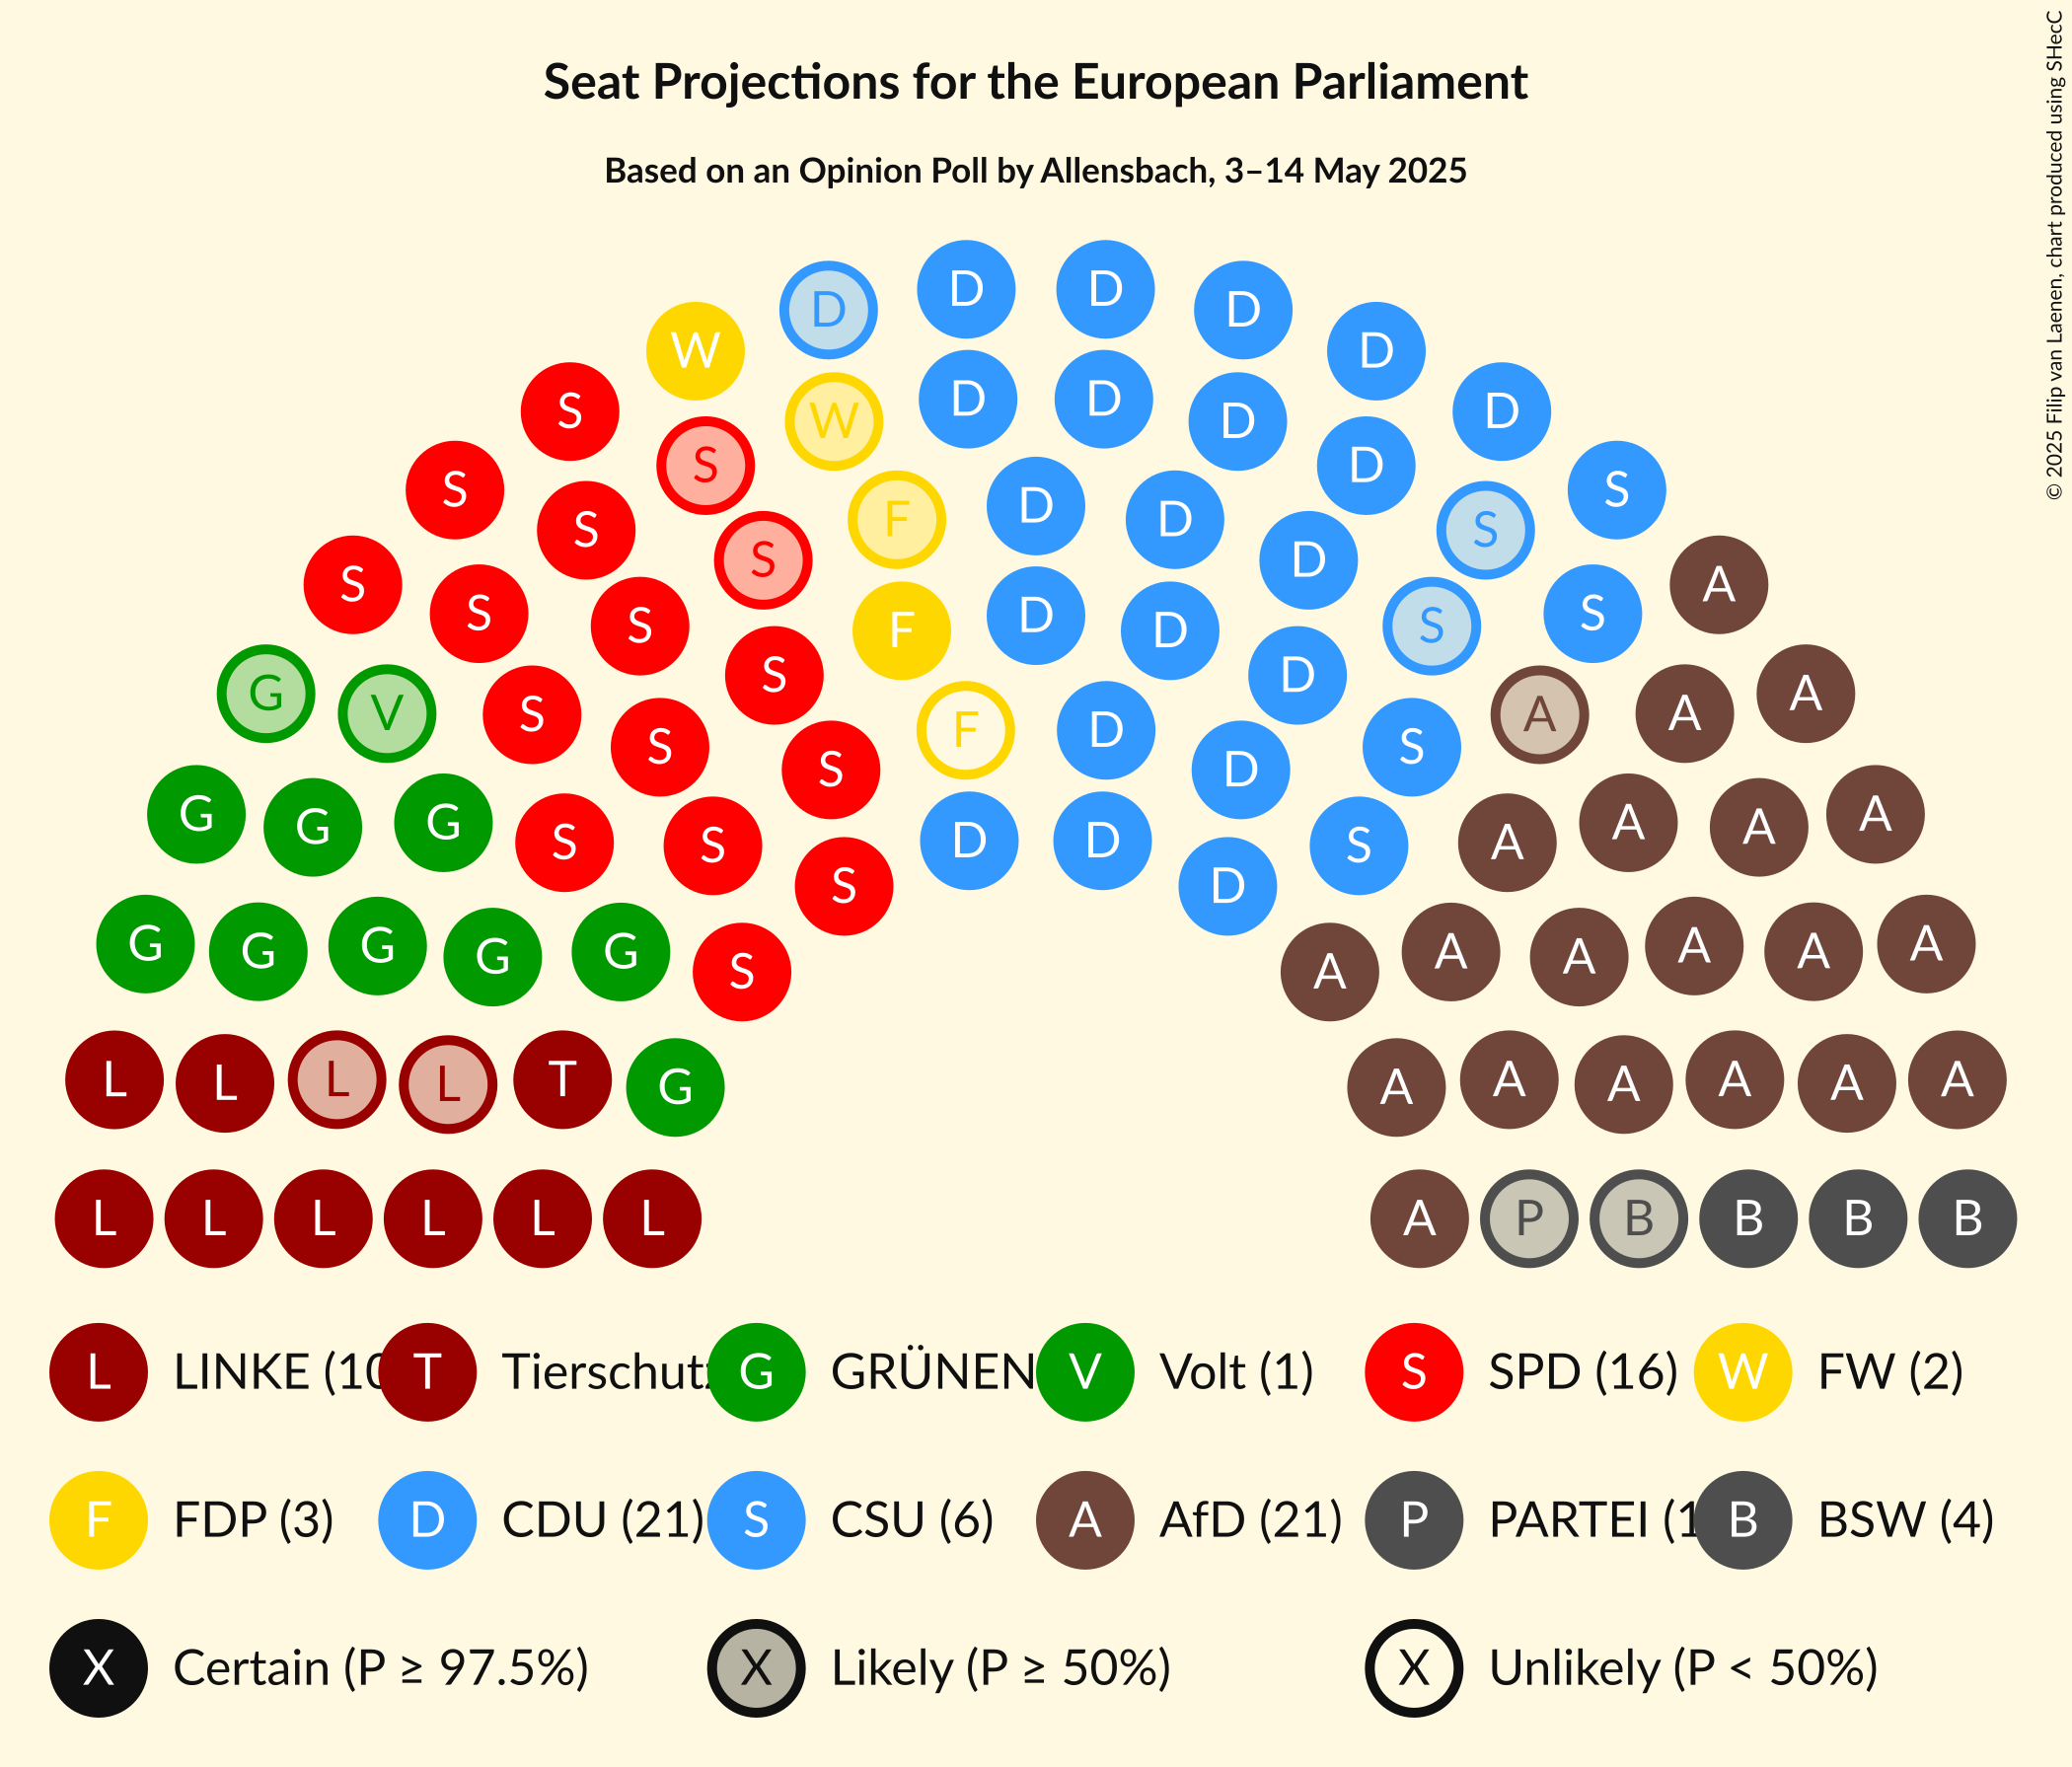 Seat Projections for the European Parliament
Based on an Opinion Poll by Allensbach, 3–14 May 2025
© 2025 Filip van Laenen, chart produced using SHecC
D D D D
W D
S D D D D D
S S W D S
S F D D S
S S D
S S S F D D S A
G V S S D A A A
S S F D D S
G G G S S D D S A A A A
S D
G G G G G S A A A A A A
L L L L T G A A A A A A
L L L L L L A P B B B B
L LINKE (10 T Tierschutz G GRÜNEN V Volt (1) S SPD (16) W FW (2)
F FDP (3) D CDU (21) S CSU (6) A AfD (21) P PARTEI (1 B BSW (4)
X Certain (P ≥ 97.5%) X Likely (P ≥ 50%) X Unlikely (P < 50%)